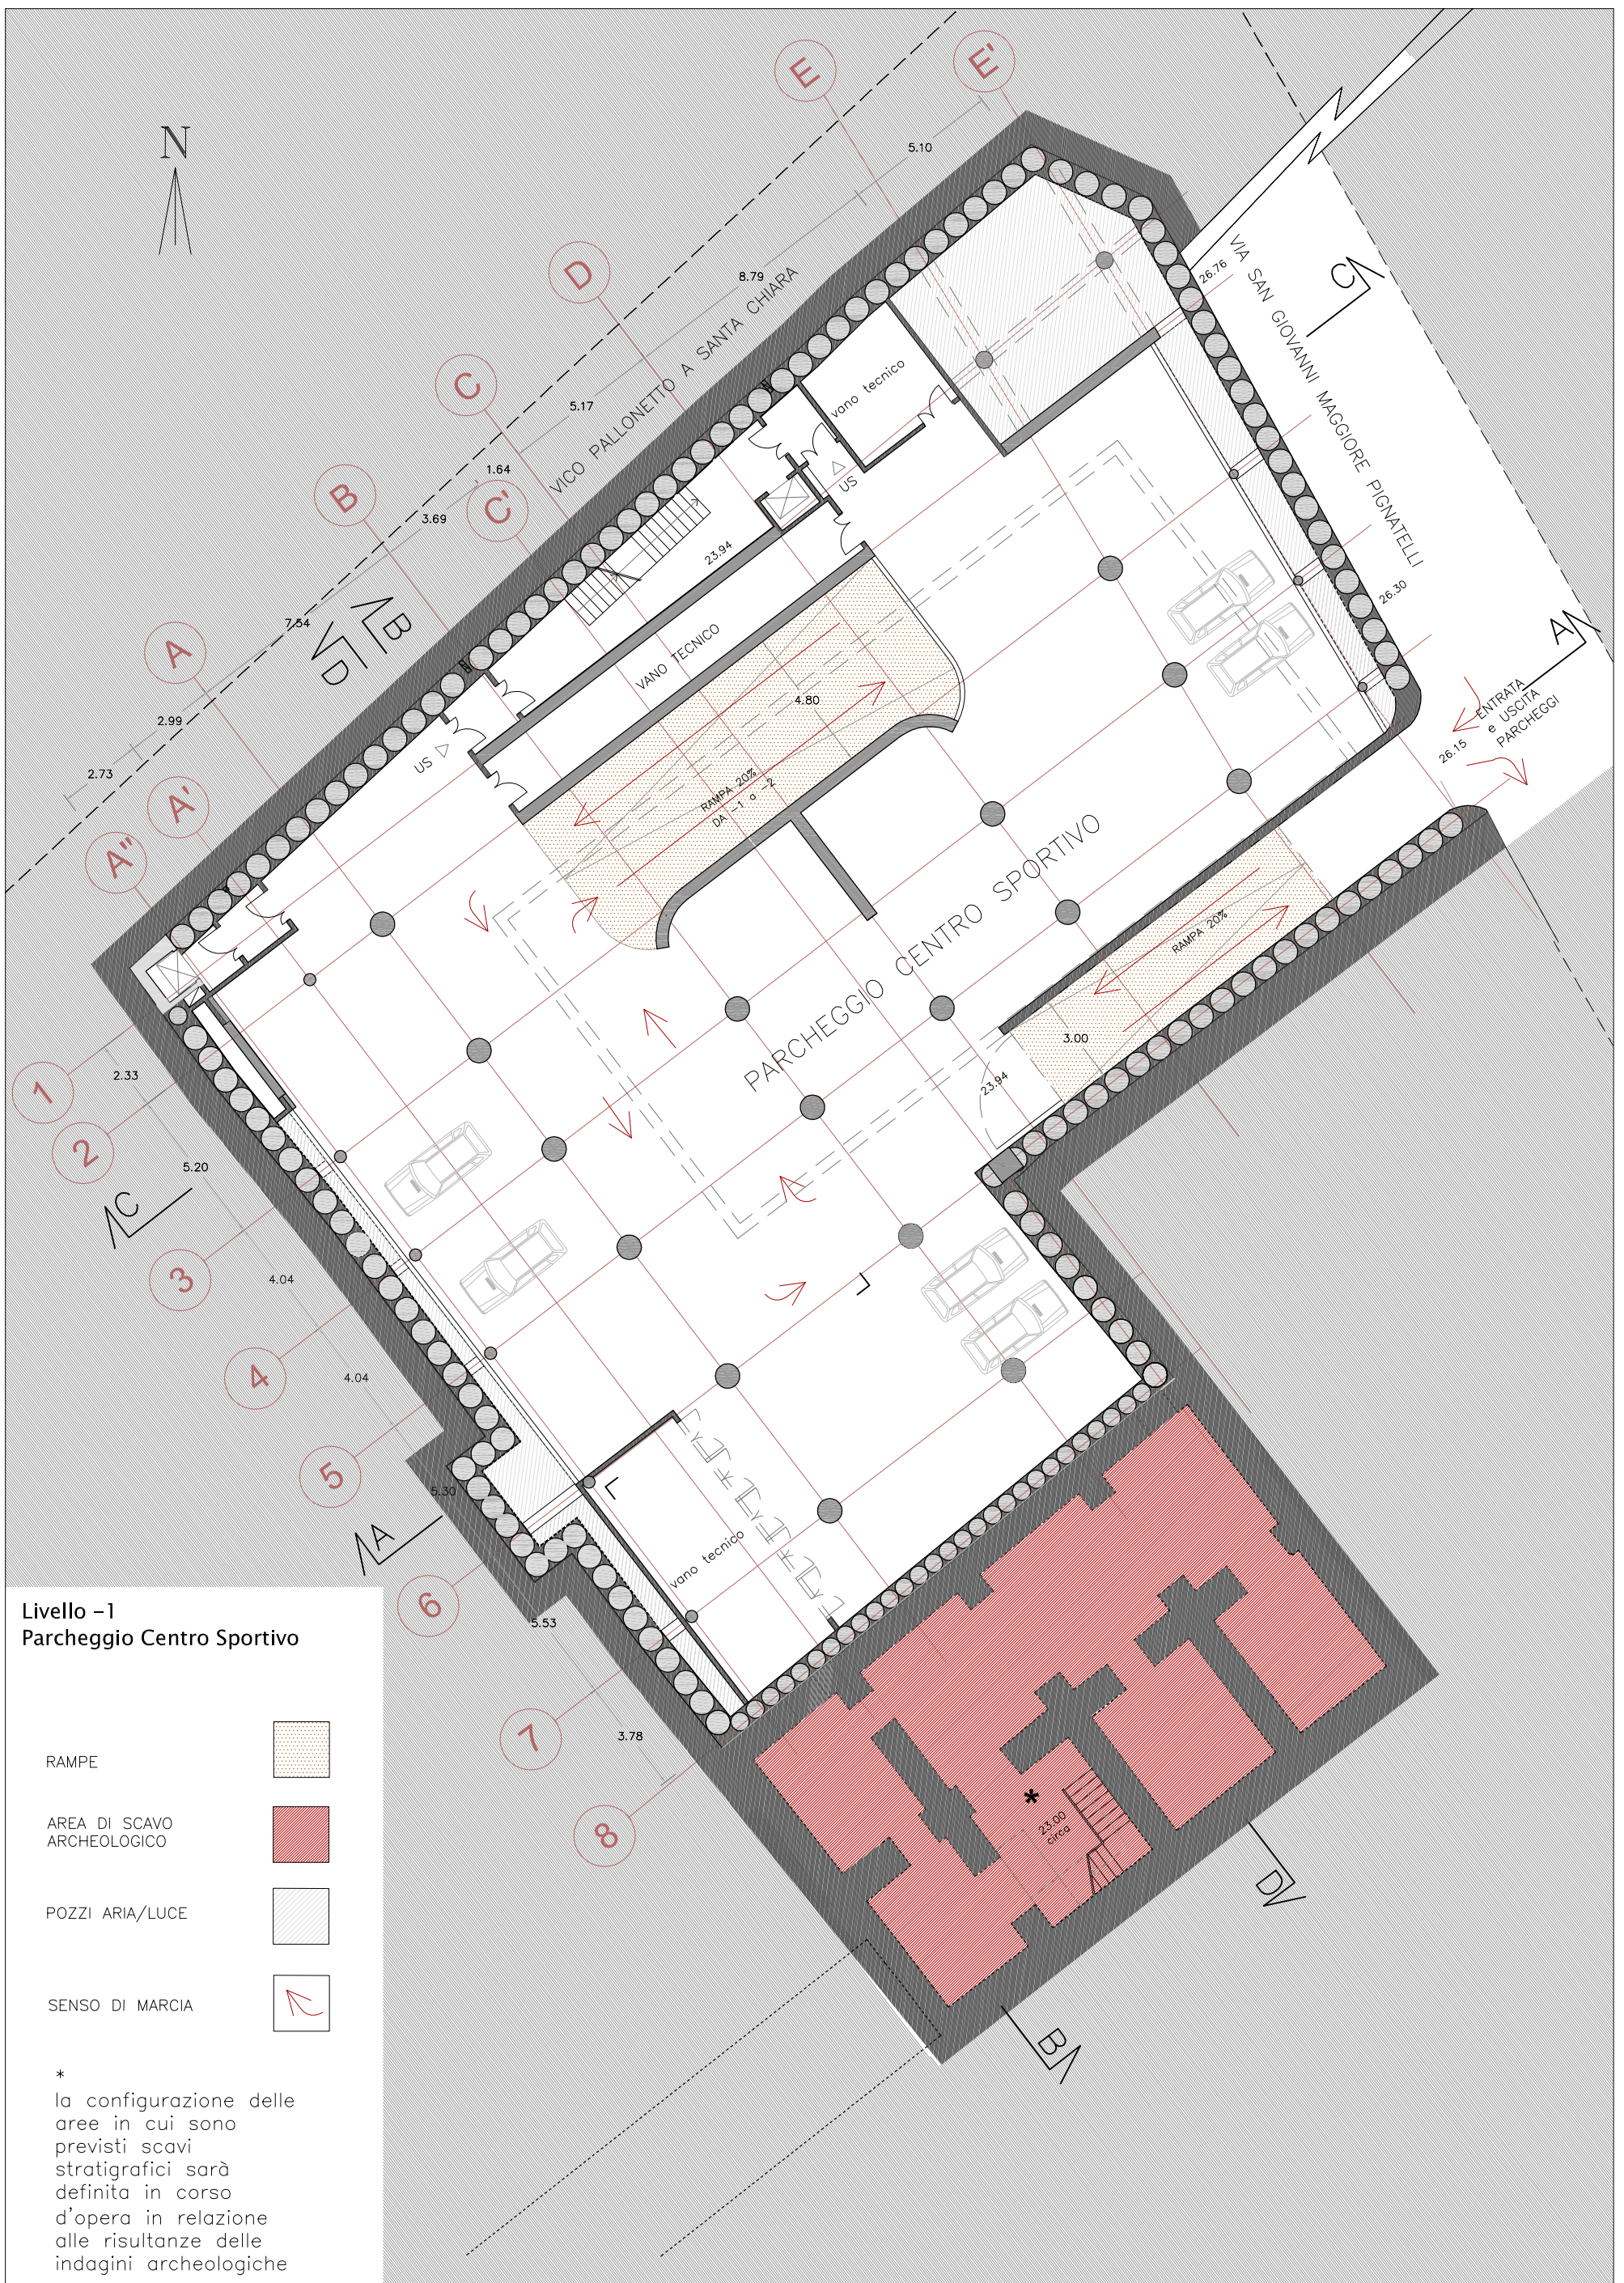 N
E
E'
5.10
8.79
D
VICO PALLONETTO A SANTA CHIARA
26.76
VIA SAN GIOVANNI MAGGIORE PIGNATELLI
C
C
5.17
vano tecnico
1.64
C'
US
B
3.69
23.94
26.30
B
D
7.54
A
VANO TECNICO
A
4.80
ENTRATA
e USCITA
PARCHEGGI
26.15
2.99
US
2.73
RAMPA 20%
DA -1 a -2
A'
A"
PARCHEGGIO CENTRO SPORTIVO
RAMPA 20%
3.00
23.94
1
2.33
2
5.20
C
3
4.04
4
4.04
5
5.30
A
vano tecnico
6
5.53
7
3.78
8
*
23.00
circa
D
B
Livello -1
Parcheggio Centro Sportivo
RAMPE
AREA DI SCAVO
ARCHEOLOGICO
POZZI ARIA/LUCE
SENSO DI MARCIA
*
la configurazione delle
aree in cui sono
previsti scavi
stratigrafici sarà
definita in corso
d'opera in relazione
alle risultanze delle
indagini archeologiche